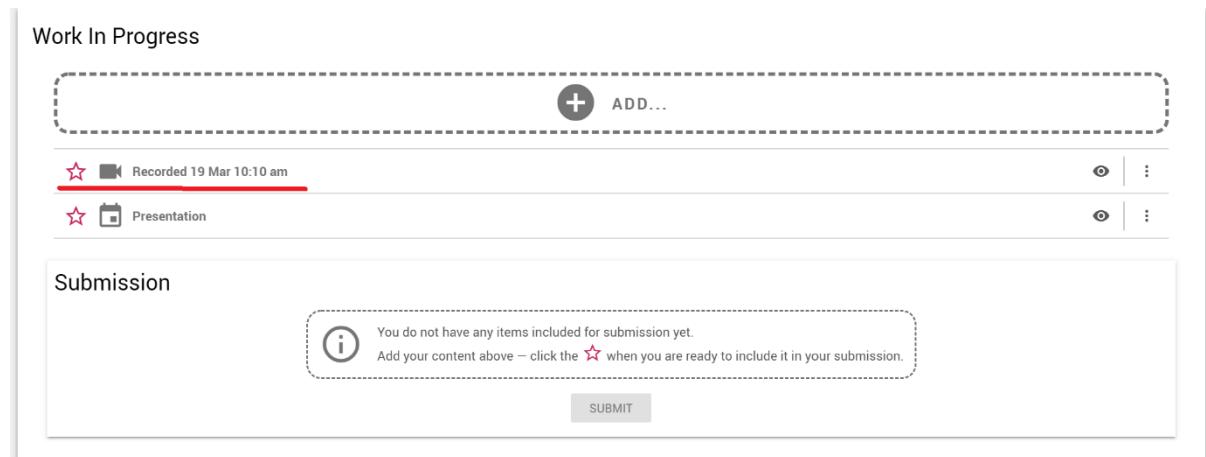 Work In Progress
ADD...
Recorded 19 Mar 10:10 am
Presentation
Submission
You do not have any items included for submission yet.
Add your content above – click the when you are ready to include it in your submission.
SUBMIT